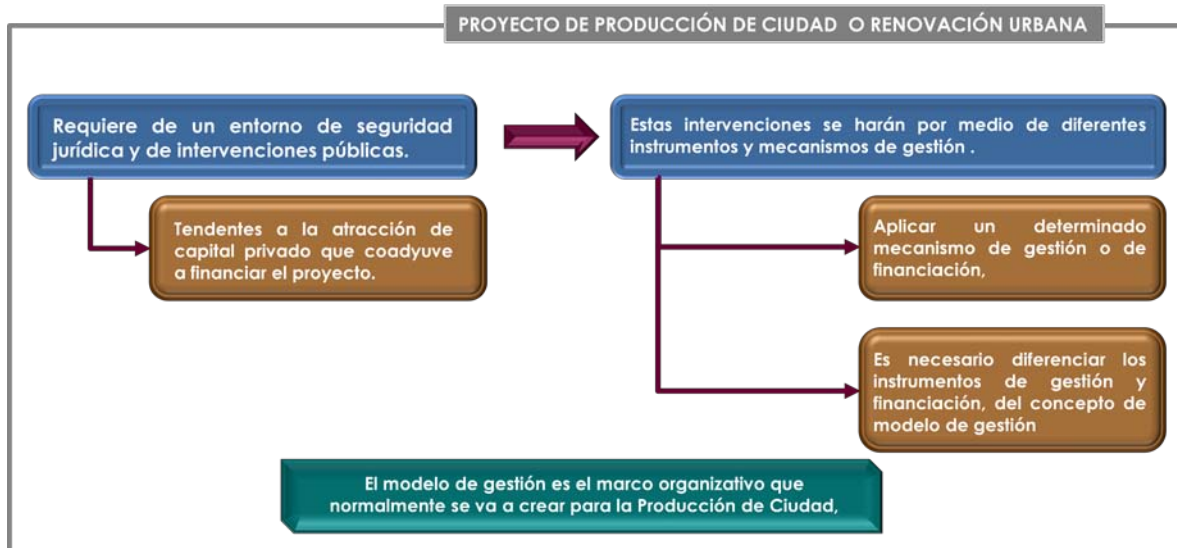 PROYECTO DE PRODUCCIÓN DE CIUDAD O RENOVACIÓN URBANA
Requiere de un entorno de seguridad
jurídica y de intervenciones públicas.
Estas intervenciones se harán por medio de diferentes
instrumentos y mecanismos de gestión .
Tendentes a la atracción de
capital privado que coadyuve
a financiar el proyecto.
Aplicar un determinado
mecanismo de gestión o de
financiación,
Es necesario diferenciar los
instrumentos de gestión y
financiación, del concepto de
modelo de gestión
El modelo de gestión es el marco organizativo que
normalmente se va a crear para la Producción de Ciudad,